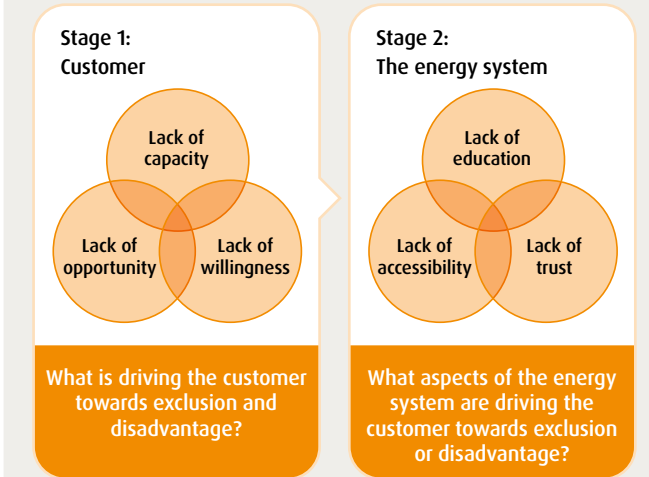 Stage 1:
Customer
Lack of
capacity
Lack of
opportunity
Lack of
willingness
What is driving the customer
towards exclusion and
disadvantage?
Stage 2:
The energy system
Lack of
education
Lack of
accessibility
Lack of
trust
What aspects of the energy
system are driving the
customer towards exclusion
or disadvantage?